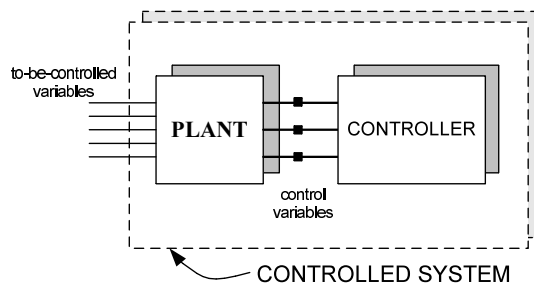 to-be-controlled
variables
PLANT
CONTROLLER
control
variables
CONTROLLED SYSTEM